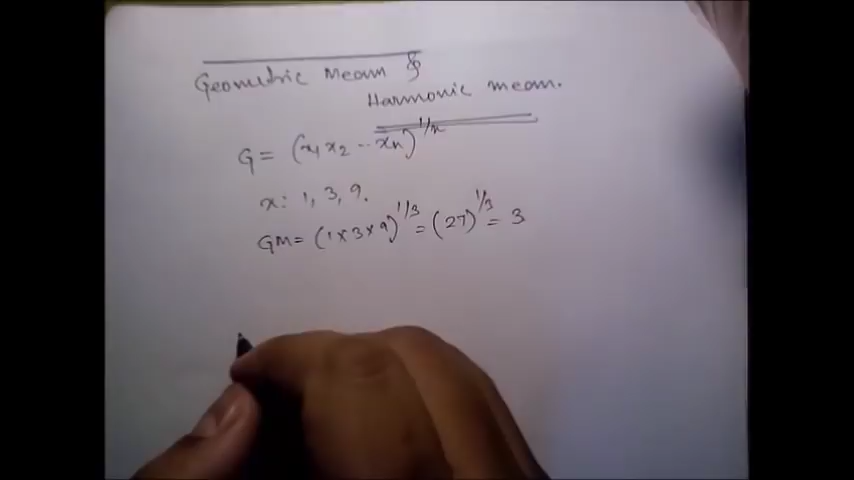 Geometric Mean &
Harmonic mean.
G = (x₁ x₂ ... xₙ)^1/n
x: 1, 3, 9.
GM = (1 x 3 x 9)^1/3 = (27)^1/3 = 3